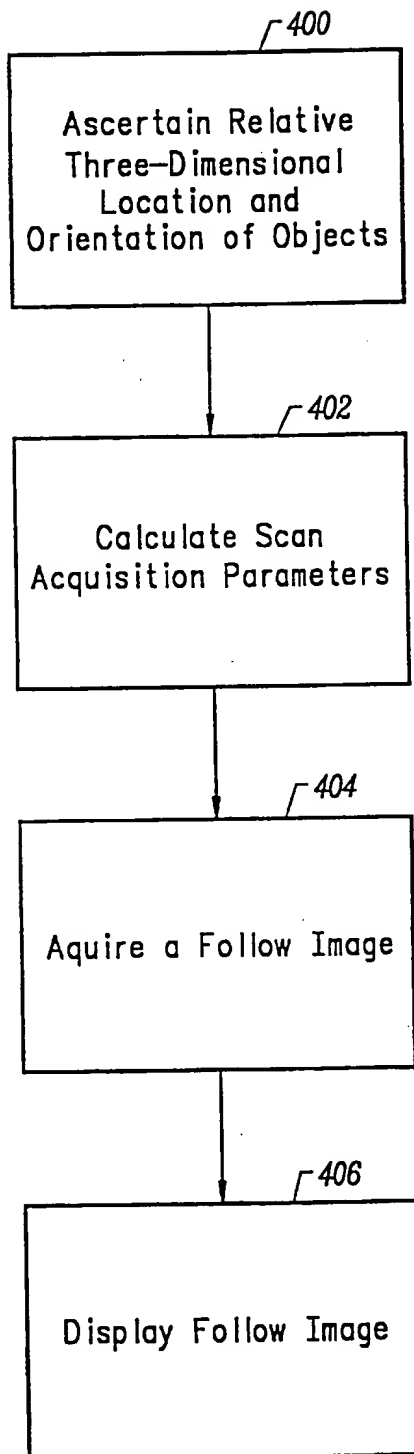 400
Ascertain Relative
Three-Dimensional
Location and
Orientation of Objects
402
Calculate Scan
Acquisition Parameters
404
Aquire a Follow Image
406
Display Follow Image